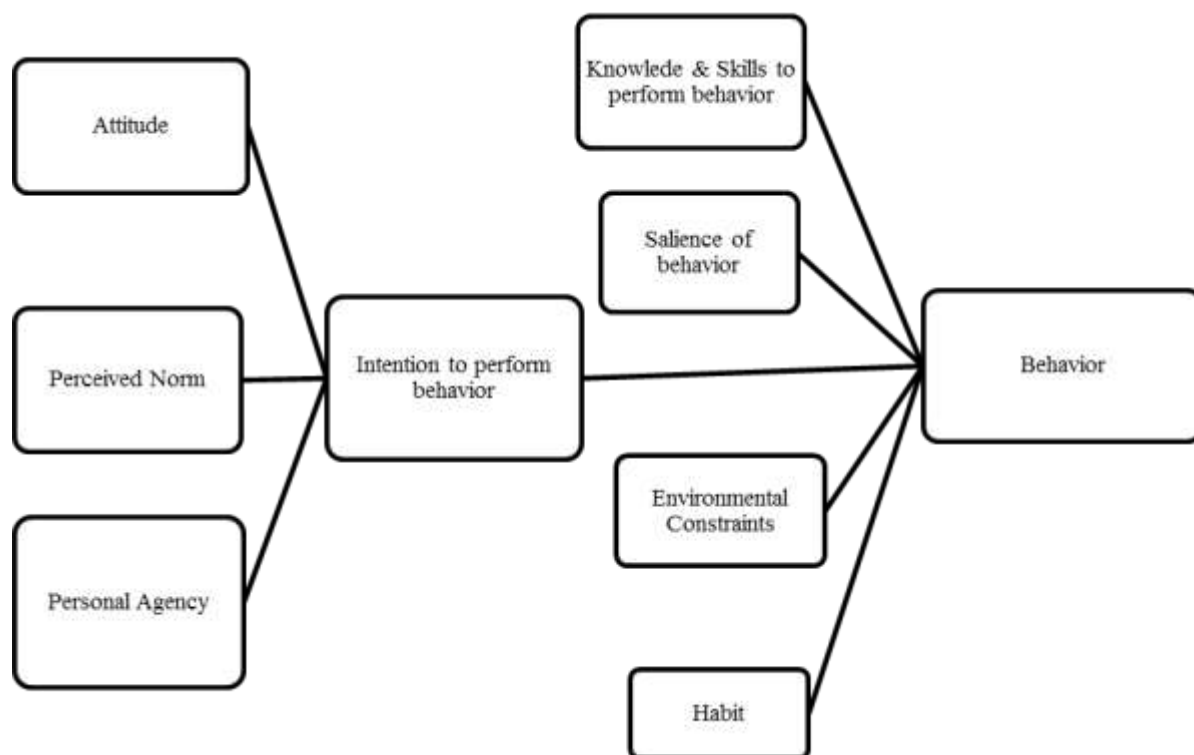 Attitude
Perceived Norm
Personal Agency
Intention to perform
behavior
Knowlede & Skills to
perform behavior
Salience of
behavior
Environmental
Constraints
Habit
Behavior